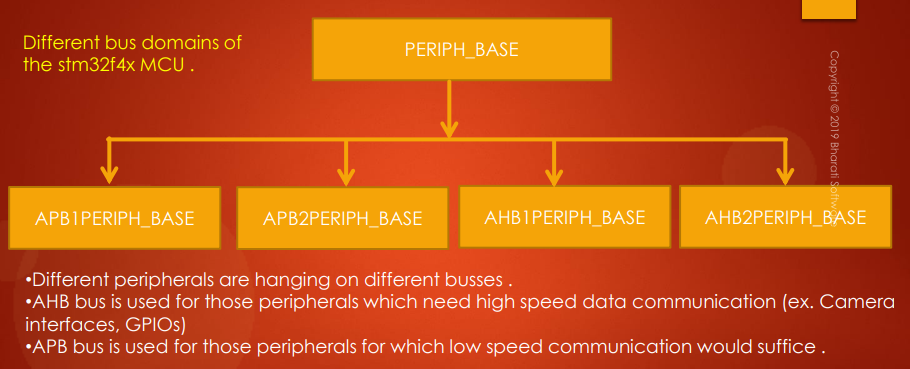 Different bus domains of
the stm32f4x MCU .
PERIPH_BASE
APB1PERIPH_BASE
APB2PERIPH_BASE
AHB1PERIPH_BASE
AHB2PERIPH_BASE
•Different peripherals are hanging on different busses .
•AHB bus is used for those peripherals which need high speed data communication (ex. Camera
interfaces, GPIOs)
•APB bus is used for those peripherals for which low speed communication would suffice .
Copyright © 2019 Bharati Software